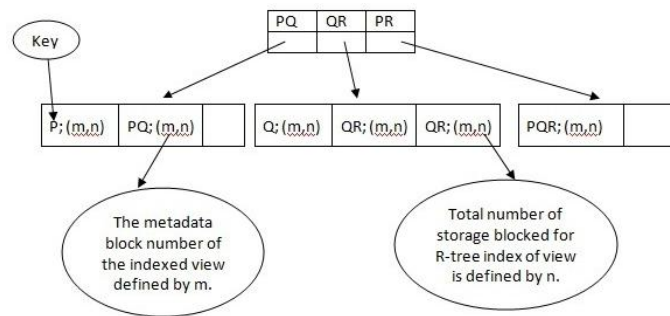 PQ QR PR
Key
P; (m,n) PQ; (m,n) Q; (m,n) QR; (m,n) QR; (m,n) PQR; (m,n)
The metadata
block number of
the indexed view
defined by m.
Total number of
storage blocked for
R-tree index of view
is defined by n.